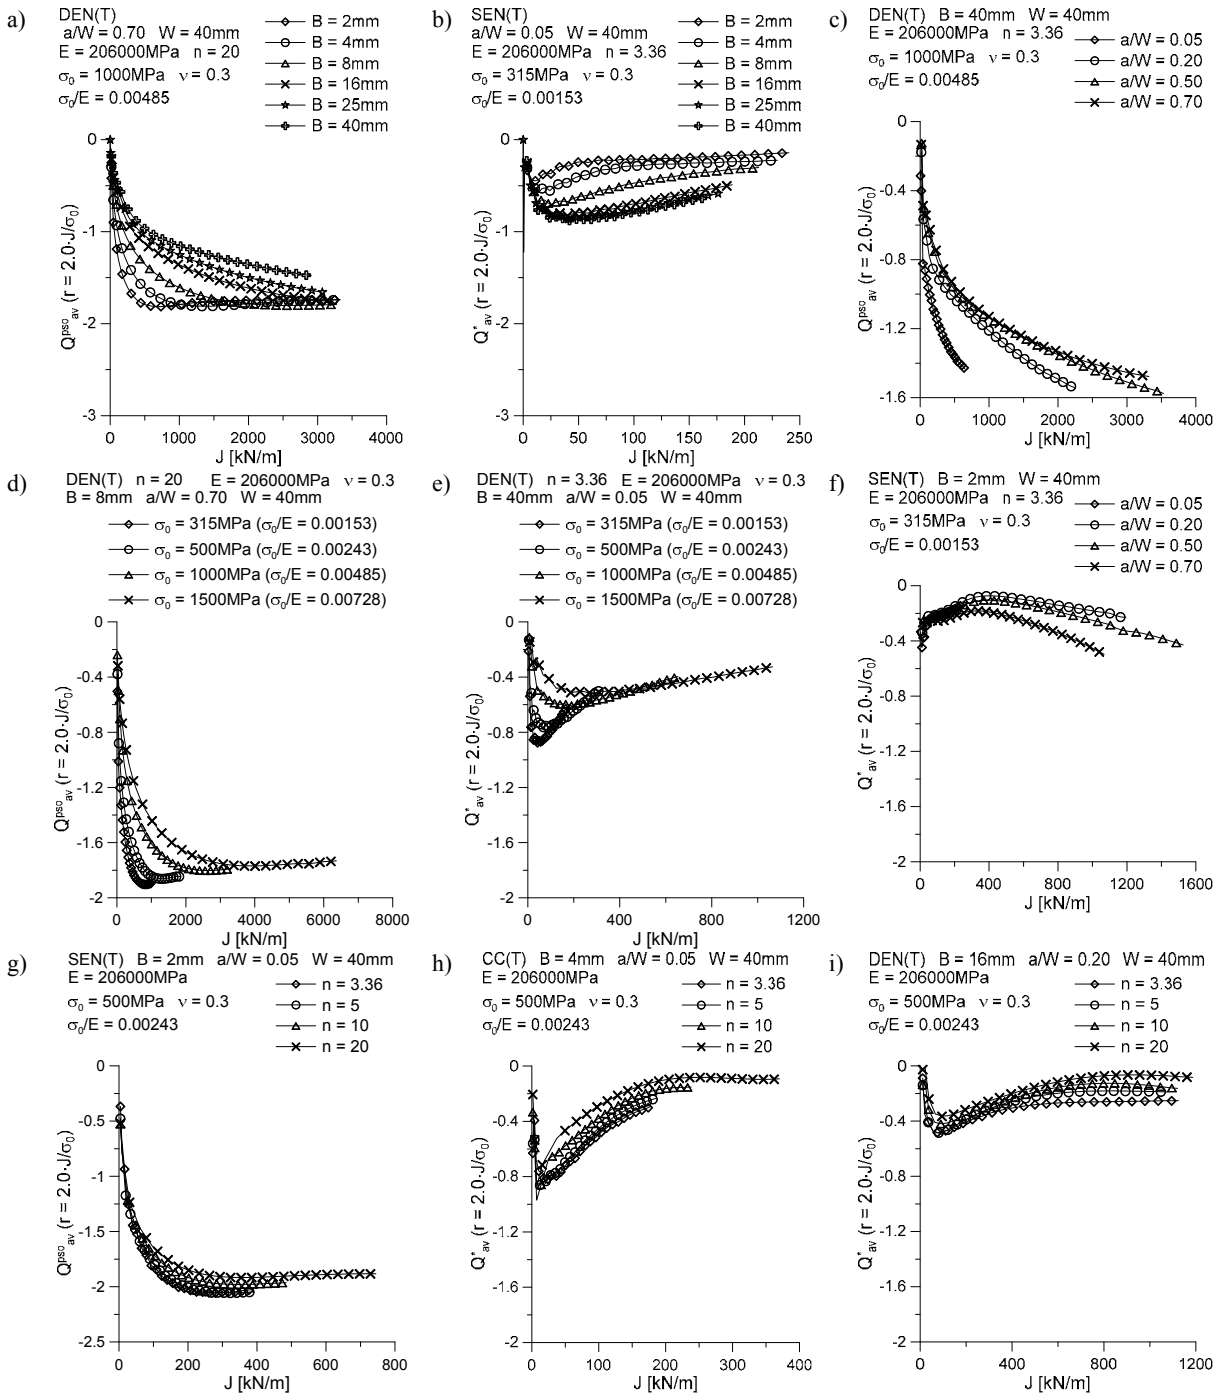 a)
DEN(T)
a/W = 0.70 W = 40mm
E = 206000MPa n = 20
σ0 = 1000MPa ν = 0.3
σ0/E = 0.00485
B = 2mm
B = 4mm
B = 8mm
B = 16mm
B = 25mm
B = 40mm
0
-1
-2
-3
Q^pso_av (r = 2.0·J/σ0)
0 1000 2000 3000 4000
J [kN/m]
b)
SEN(T)
a/W = 0.05 W = 40mm
E = 206000MPa n = 3.36
σ0 = 315MPa ν = 0.3
σ0/E = 0.00153
B = 2mm
B = 4mm
B = 8mm
B = 16mm
B = 25mm
B = 40mm
0
-1
-2
-3
Q*_av (r = 2.0·J/σ0)
0 50 100 150 200 250
J [kN/m]
c)
DEN(T) B = 40mm W = 40mm
E = 206000MPa n = 3.36
σ0 = 1000MPa ν = 0.3
σ0/E = 0.00485
a/W = 0.05
a/W = 0.20
a/W = 0.50
a/W = 0.70
0
-0.4
-0.8
-1.2
-1.6
Q^pso_av (r = 2.0·J/σ0)
0 1000 2000 3000 4000
J [kN/m]
d)
DEN(T) n = 20 E = 206000MPa ν = 0.3
B = 8mm a/W = 0.70 W = 40mm
σ0 = 315MPa (σ0/E = 0.00153)
σ0 = 500MPa (σ0/E = 0.00243)
σ0 = 1000MPa (σ0/E = 0.00485)
σ0 = 1500MPa (σ0/E = 0.00728)
0
-0.4
-0.8
-1.2
-1.6
-2
Q^pso_av (r = 2.0·J/σ0)
0 2000 4000 6000 8000
J [kN/m]
e)
DEN(T) n = 3.36 E = 206000MPa ν = 0.3
B = 40mm a/W = 0.05 W = 40mm
σ0 = 315MPa (σ0/E = 0.00153)
σ0 = 500MPa (σ0/E = 0.00243)
σ0 = 1000MPa (σ0/E = 0.00485)
σ0 = 1500MPa (σ0/E = 0.00728)
0
-0.4
-0.8
-1.2
-1.6
-2
Q*_av (r = 2.0·J/σ0)
0 400 800 1200
J [kN/m]
f)
SEN(T) B = 2mm W = 40mm
E = 206000MPa n = 3.36
σ0 = 315MPa ν = 0.3
σ0/E = 0.00153
a/W = 0.05
a/W = 0.20
a/W = 0.50
a/W = 0.70
0
-0.4
-0.8
-1.2
-1.6
-2
Q*_av (r = 2.0·J/σ0)
0 400 800 1200 1600
J [kN/m]
g)
SEN(T) B = 2mm a/W = 0.05 W = 40mm
E = 206000MPa
σ0 = 500MPa ν = 0.3
σ0/E = 0.00243
n = 3.36
n = 5
n = 10
n = 20
0
-0.5
-1
-1.5
-2
-2.5
Q^pso_av (r = 2.0·J/σ0)
0 200 400 600 800
J [kN/m]
h)
CC(T) B = 4mm a/W = 0.05 W = 40mm
E = 206000MPa
σ0 = 500MPa ν = 0.3
σ0/E = 0.00243
n = 3.36
n = 5
n = 10
n = 20
0
-0.4
-0.8
-1.2
-1.6
-2
Q*_av (r = 2.0·J/σ0)
0 100 200 300 400
J [kN/m]
i)
DEN(T) B = 16mm a/W = 0.20 W = 40mm
E = 206000MPa
σ0 = 500MPa ν = 0.3
σ0/E = 0.00243
n = 3.36
n = 5
n = 10
n = 20
0
-0.4
-0.8
-1.2
-1.6
-2
Q*_av (r = 2.0·J/σ0)
0 400 800 1200
J [kN/m]